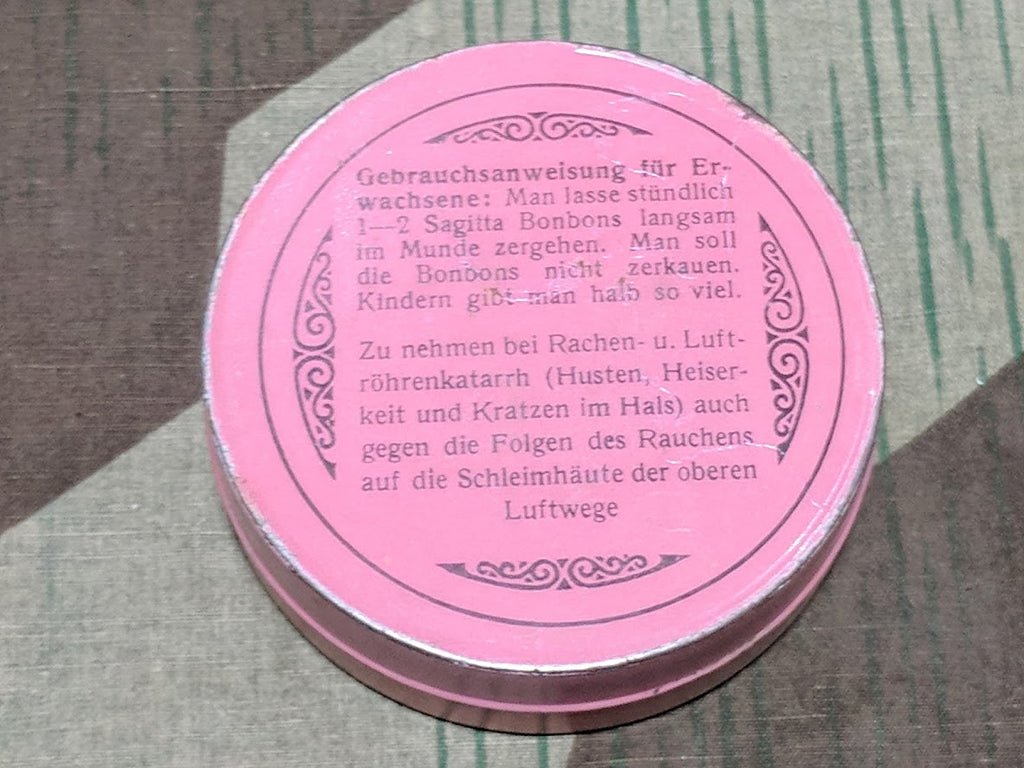 Gebrauchsanweisung für Er-
wachsene: Man lasse stündlich
1—2 Sagitta Bonbons langsam
im Munde zergehen. Man soll
die Bonbons nicht zerkauen.
Kindern gibt man halb so viel.
Zu nehmen bei Rachen- u. Luft-
röhrenkatarrh (Husten, Heiser-
keit und Kratzen im Hals) auch
gegen die Folgen des Rauchens
auf die Schleimhäute der oberen
Luftwege